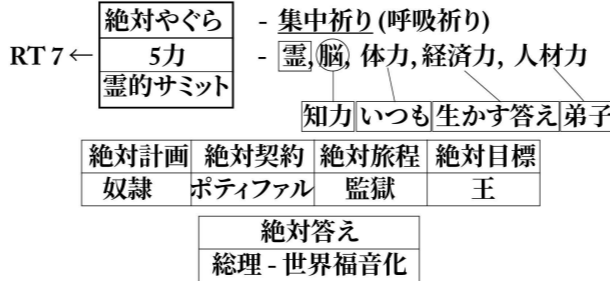 絶対やぐら - 集中祈り (呼吸祈り)
RT 7 ← 5力 - 霊, 脳, 体力, 経済力, 人材力
霊的サミット
知力 いつも 生かす答え 弟子
絶対計画 絶対契約 絶対旅程 絶対目標
奴隷 ポティファル 監獄 王
絶対答え
総理 - 世界福音化